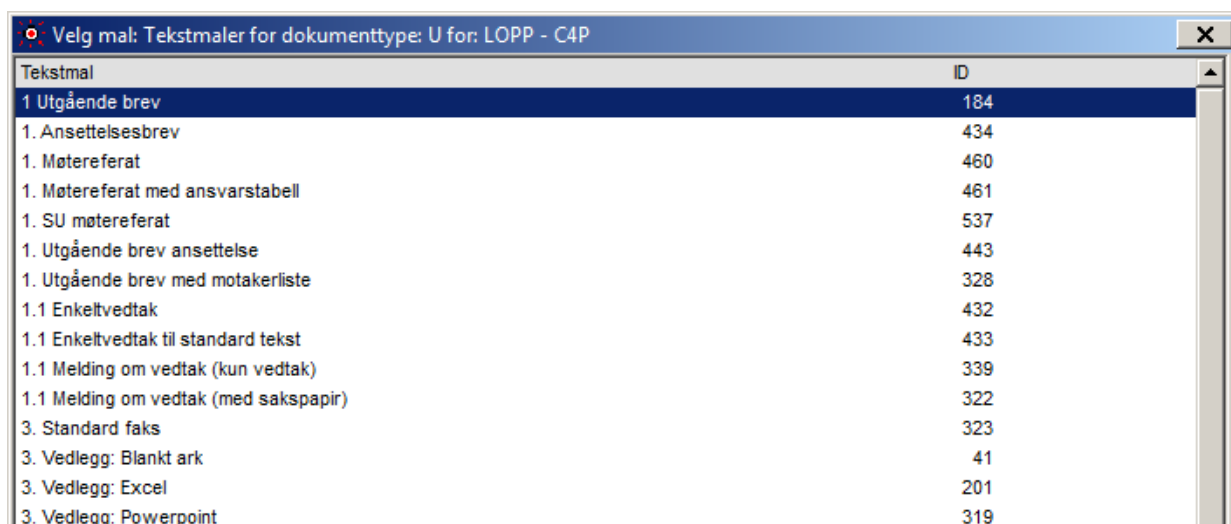 Velg mal: Tekstmaler for dokumenttype: U for: LOPP - C4P
Tekstmal ID
1 Utgående brev 184
1. Ansettelsesbrev 434
1. Møtereferat 460
1. Møtereferat med ansvarstabell 461
1. SU møtereferat 537
1. Utgående brev ansettelse 443
1. Utgående brev med motakerliste 328
1.1 Enkeltvedtak 432
1.1 Enkeltvedtak til standard tekst 433
1.1 Melding om vedtak (kun vedtak) 339
1.1 Melding om vedtak (med sakspapir) 322
3. Standard faks 323
3. Vedlegg: Blankt ark 41
3. Vedlegg: Excel 201
3. Vedlegg: Powerpoint 319